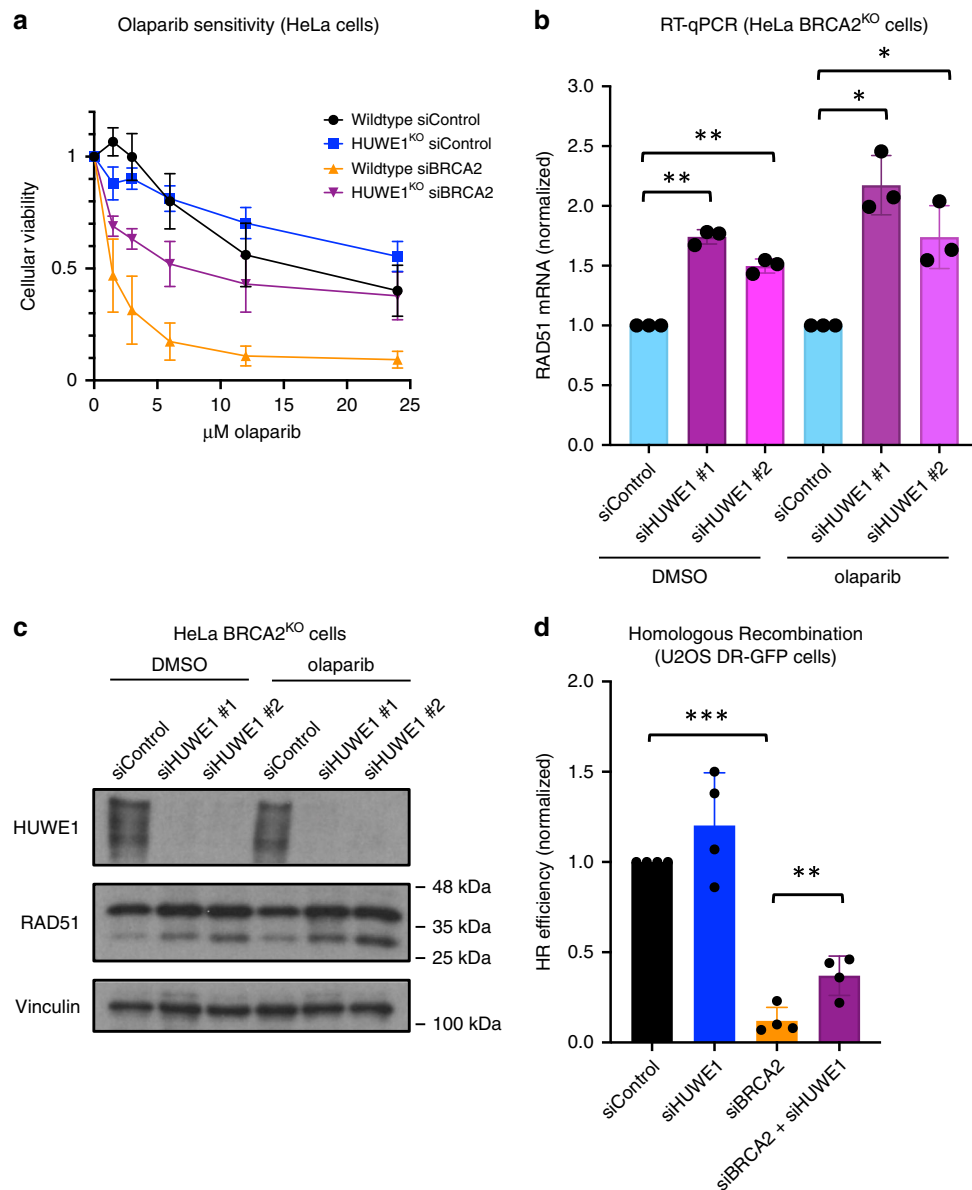 a
Olaparib sensitivity (HeLa cells)
Wildtype siControl
HUWE1KO siControl
Wildtype siBRCA2
HUWE1KO siBRCA2
Cellular viability
1
0.5
0
0 5 10 15 20 25
μM olaparib
b
RT-qPCR (HeLa BRCA2KO cells)
RAD51 mRNA (normalized)
3.0
2.5
2.0
1.5
1.0
0.5
0.0
** ** * *
siControl siHUWE1 #1 siHUWE1 #2 siControl siHUWE1 #1 siHUWE1 #2
DMSO olaparib
c
HeLa BRCA2KO cells
DMSO olaparib
siControl siHUWE1 #1 siHUWE1 #2 siControl siHUWE1 #1 siHUWE1 #2
HUWE1
RAD51
– 48 kDa
– 35 kDa
– 25 kDa
Vinculin
– 100 kDa
d
Homologous Recombination
(U2OS DR-GFP cells)
HR efficiency (normalized)
2.0
1.5
1.0
0.5
0.0
*** **
siControl siHUWE1 siBRCA2 siBRCA2 + siHUWE1